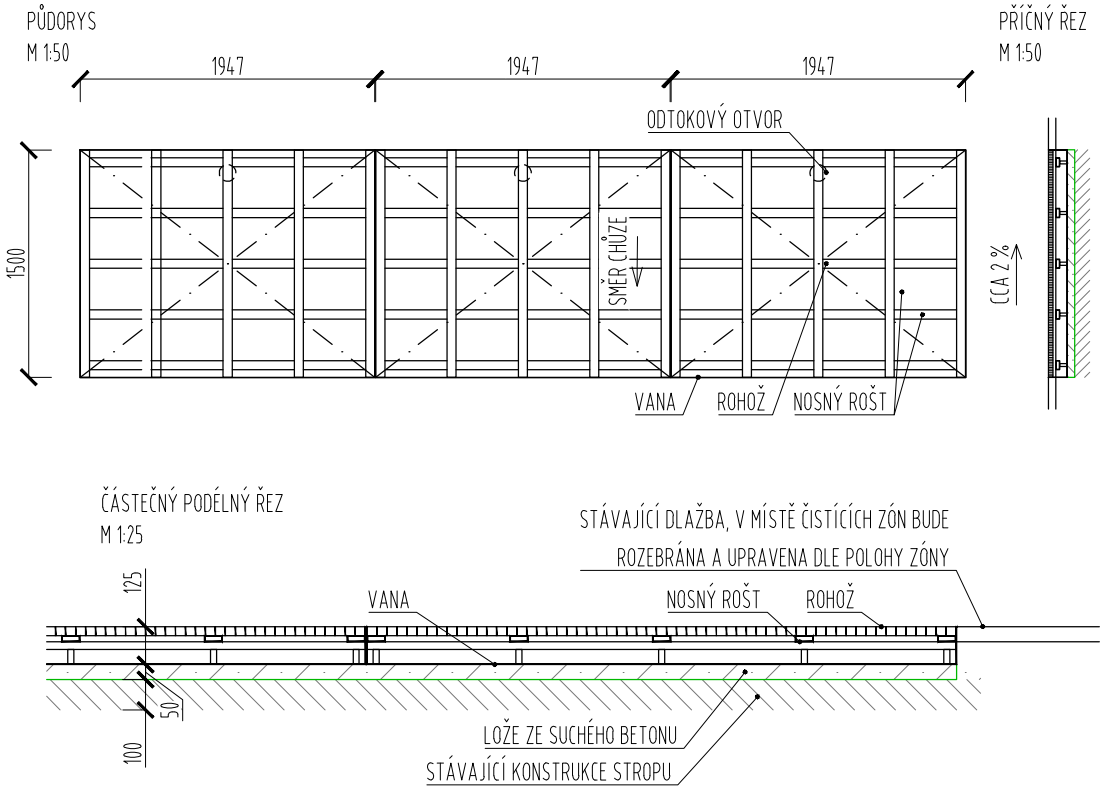 PŮDORYS
M 1:50
PŘÍČNÝ ŘEZ
M 1:50
1947
1947
1947
ODTOKOVÝ OTVOR
1500
SMĚR CHŮZE
CCA 2 %
VANA
ROHOŽ
NOSNÝ ROŠT
ČÁSTEČNÝ PODÉLNÝ ŘEZ
M 1:25
STÁVAJÍCÍ DLAŽBA, V MÍSTĚ ČISTÍCÍCH ZÓN BUDE
ROZEBRÁNA A UPRAVENA DLE POLOHY ZÓNY
125
VANA
NOSNÝ ROŠT
ROHOŽ
50
100
LOŽE ZE SUCHÉHO BETONU
STÁVAJÍCÍ KONSTRUKCE STROPU